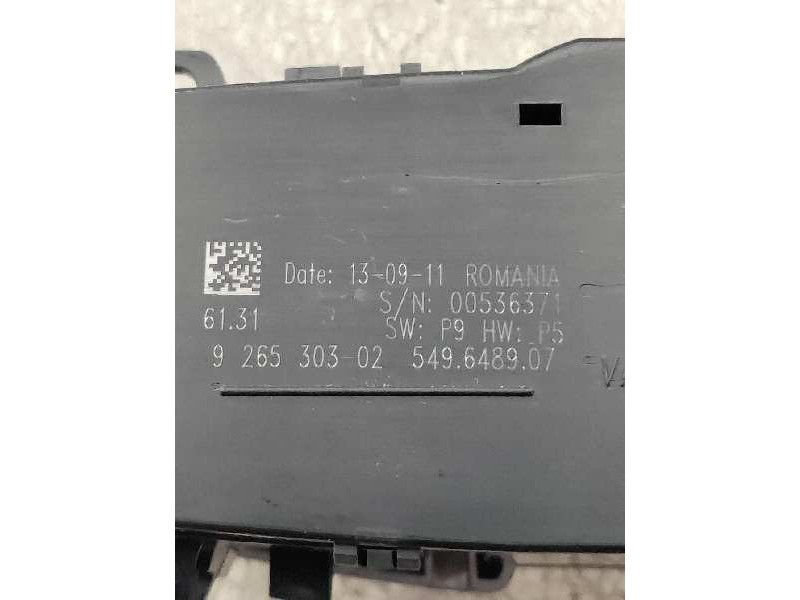 Date: 13-09-11 ROMANIA
S/N: 00536371
61.31
SW: P9 HW: P5
9 265 303-02 549.6489.07